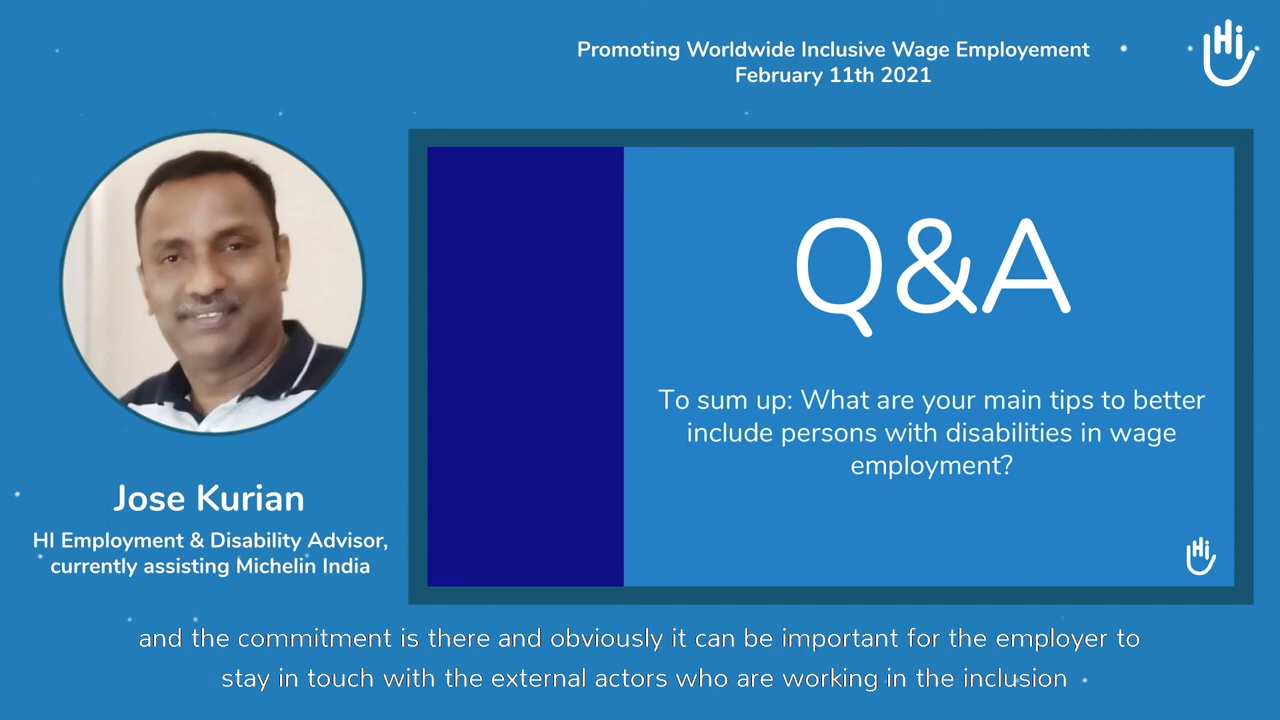 Promoting Worldwide Inclusive Wage Employement
February 11th 2021
Hi
Q&A
To sum up: What are your main tips to better
include persons with disabilities in wage
employment?
Hi
Jose Kurian
HI Employment & Disability Advisor,
currently assisting Michelin India
and the commitment is there and obviously it can be important for the employer to
stay in touch with the external actors who are working in the inclusion